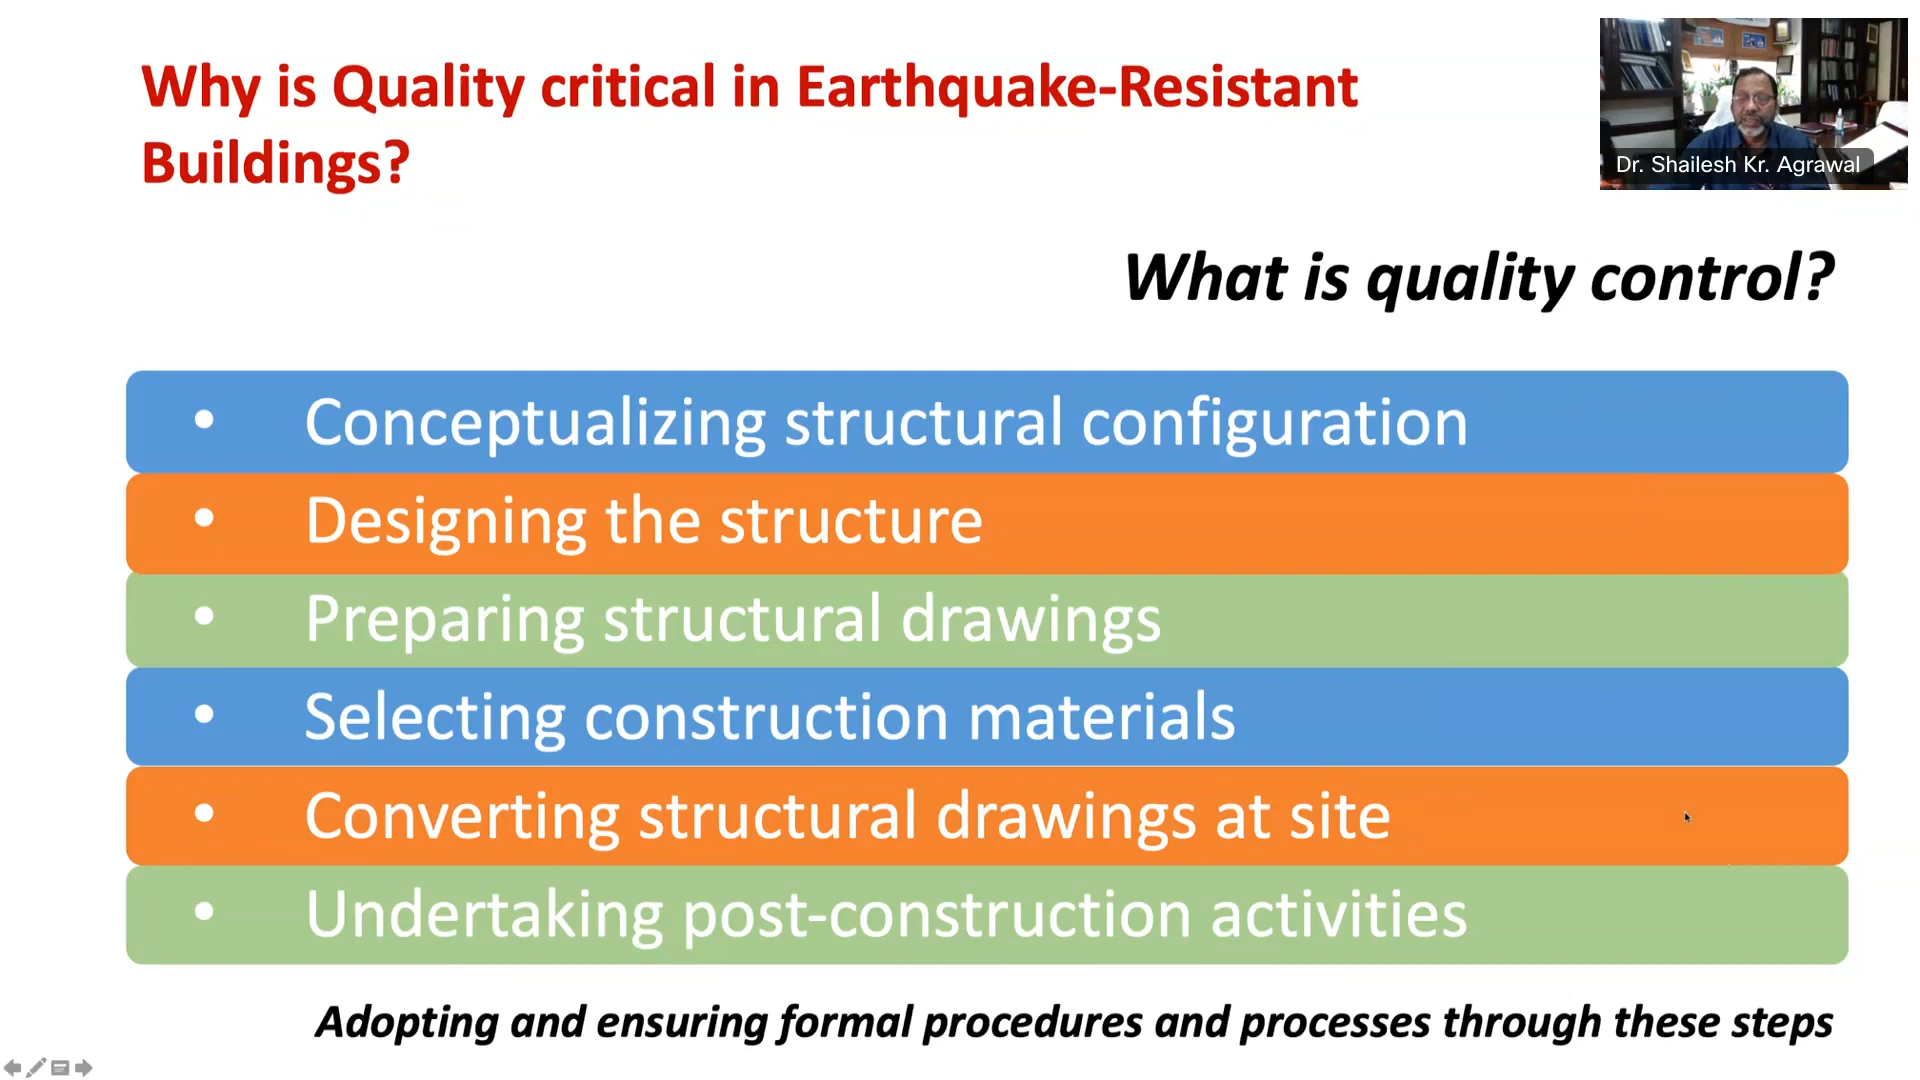 Why is Quality critical in Earthquake-Resistant
Buildings?
Dr. Shailesh Kr. Agrawal
What is quality control?
• Conceptualizing structural configuration
• Designing the structure
• Preparing structural drawings
• Selecting construction materials
• Converting structural drawings at site
• Undertaking post-construction activities
Adopting and ensuring formal procedures and processes through these steps